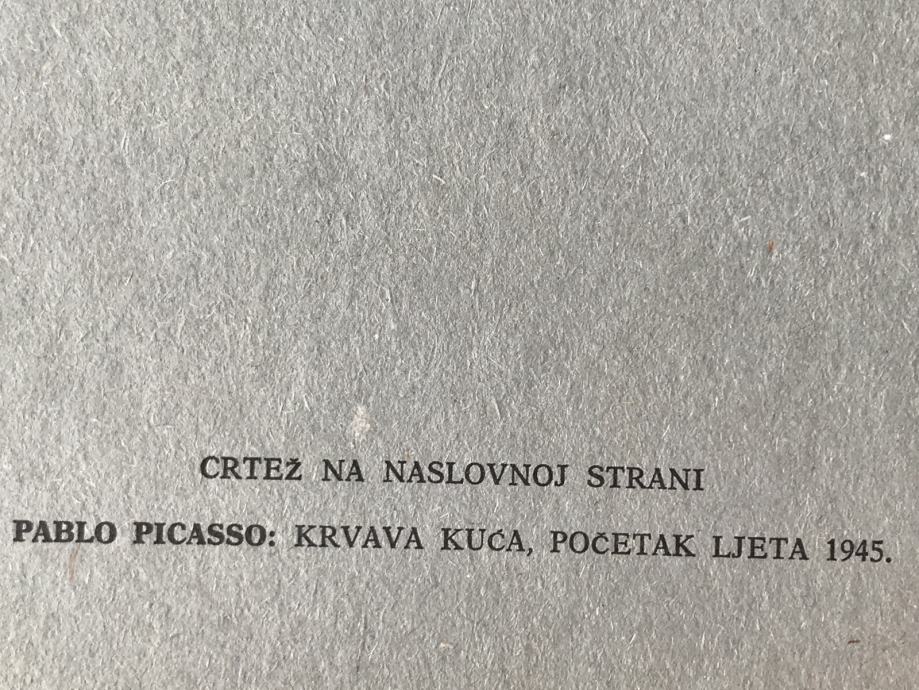 CRTEŽ NA NASLOVNOJ STRANI
PABLO PICASSO: KRVAVA KUĆA, POČETAK LJETA 1945.